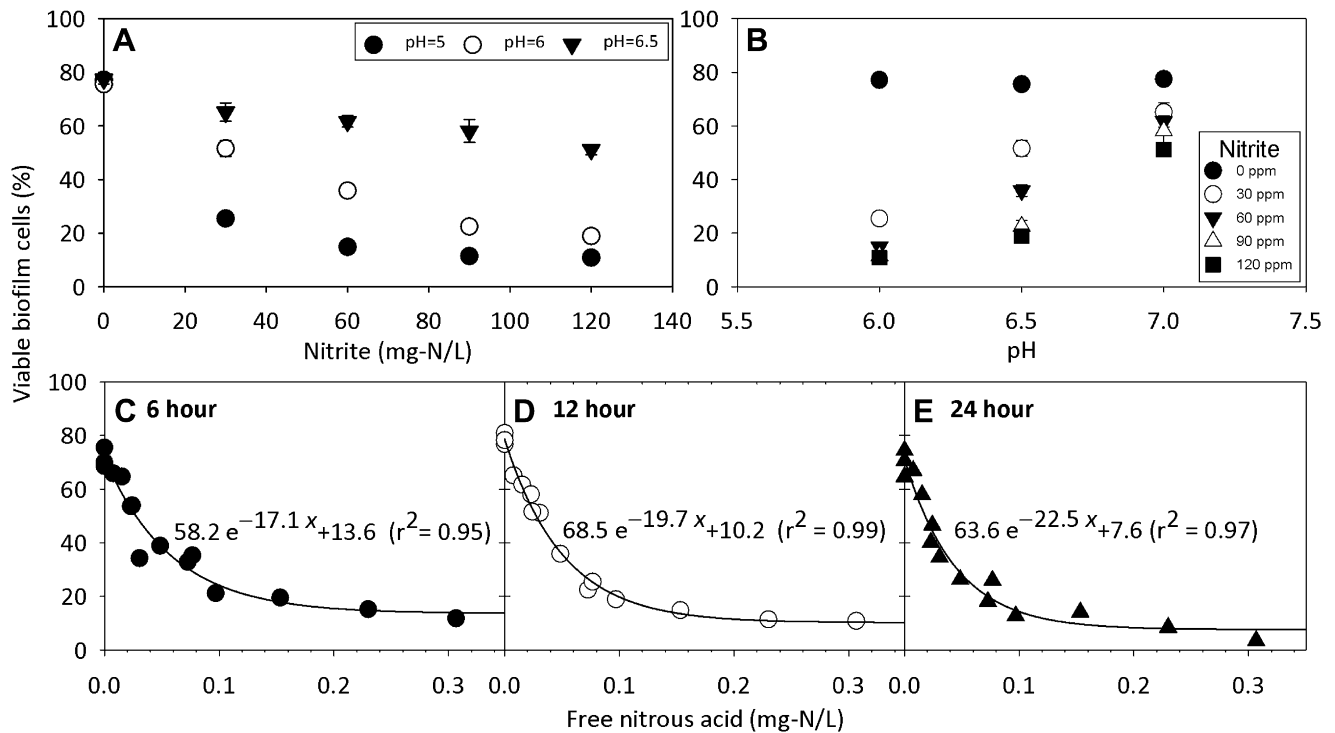 A
pH=5 pH=6 pH=6.5
100
80
60
40
20
0
0 20 40 60 80 100 120 140
Nitrite (mg-N/L)
B
100
80
60
40
20
0
5.5 6.0 6.5 7.0 7.5
pH
Nitrite
0 ppm
30 ppm
60 ppm
90 ppm
120 ppm
Viable biofilm cells (%)
100
80
60
40
20
0
C 6 hour
58.2 e−17.1 x+13.6 (r2= 0.95)
0.0 0.1 0.2 0.3
D 12 hour
68.5 e−19.7 x+10.2 (r2 = 0.99)
0.0 0.1 0.2 0.3
E 24 hour
63.6 e−22.5 x+7.6 (r2 = 0.97)
0.0 0.1 0.2 0.3
Free nitrous acid (mg-N/L)